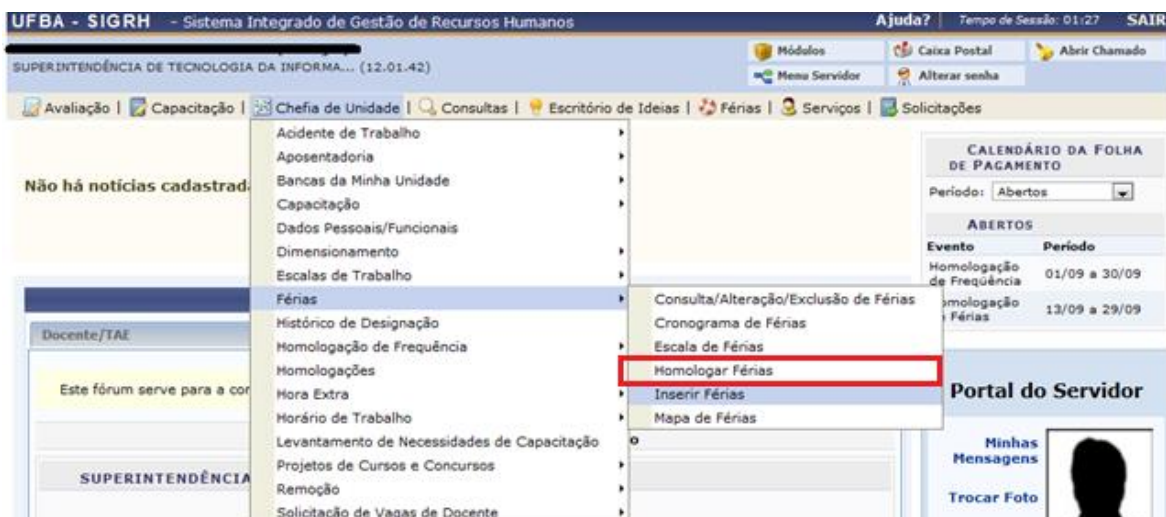 UFBA - SIGRH - Sistema Integrado de Gestão de Recursos Humanos Ajuda? Tempo de Sessão: 01:27 SAIR
SUPERINTENDÊNCIA DE TECNOLOGIA DA INFORMA... (12.01.42)
Módulos Caixa Postal Abrir Chamado
Menu Servidor Alterar senha
Avaliação | Capacitação | Chefia de Unidade | Consultas | Escritório de Ideias | Férias | Serviços | Solicitações
Não há notícias cadastrad
Acidente de Trabalho
Aposentadoria
Bancas da Minha Unidade
Capacitação
Dados Pessoais/Funcionais
Dimensionamento
Escalas de Trabalho
Férias
Histórico de Designação
Homologação de Frequência
Homologações
Hora Extra
Horário de Trabalho
Levantamento de Necessidades de Capacitação
Projetos de Cursos e Concursos
Remoção
Solicitação de Vagas de Docente
Consulta/Alteração/Exclusão de Férias
Cronograma de Férias
Escala de Férias
Homologar Férias
Inserir Férias
Mapa de Férias
Docente/TAE
Este fórum serve para a cor
o
SUPERINTENDÊNCIA
CALENDÁRIO DA FOLHA
DE PAGAMENTO
Período: Abertos
ABERTOS
Evento Período
Homologação
de Freqüência 01/09 a 30/09
omologação
Férias 13/09 a 29/09
Portal do Servidor
Minhas
Mensagens
Trocar Foto